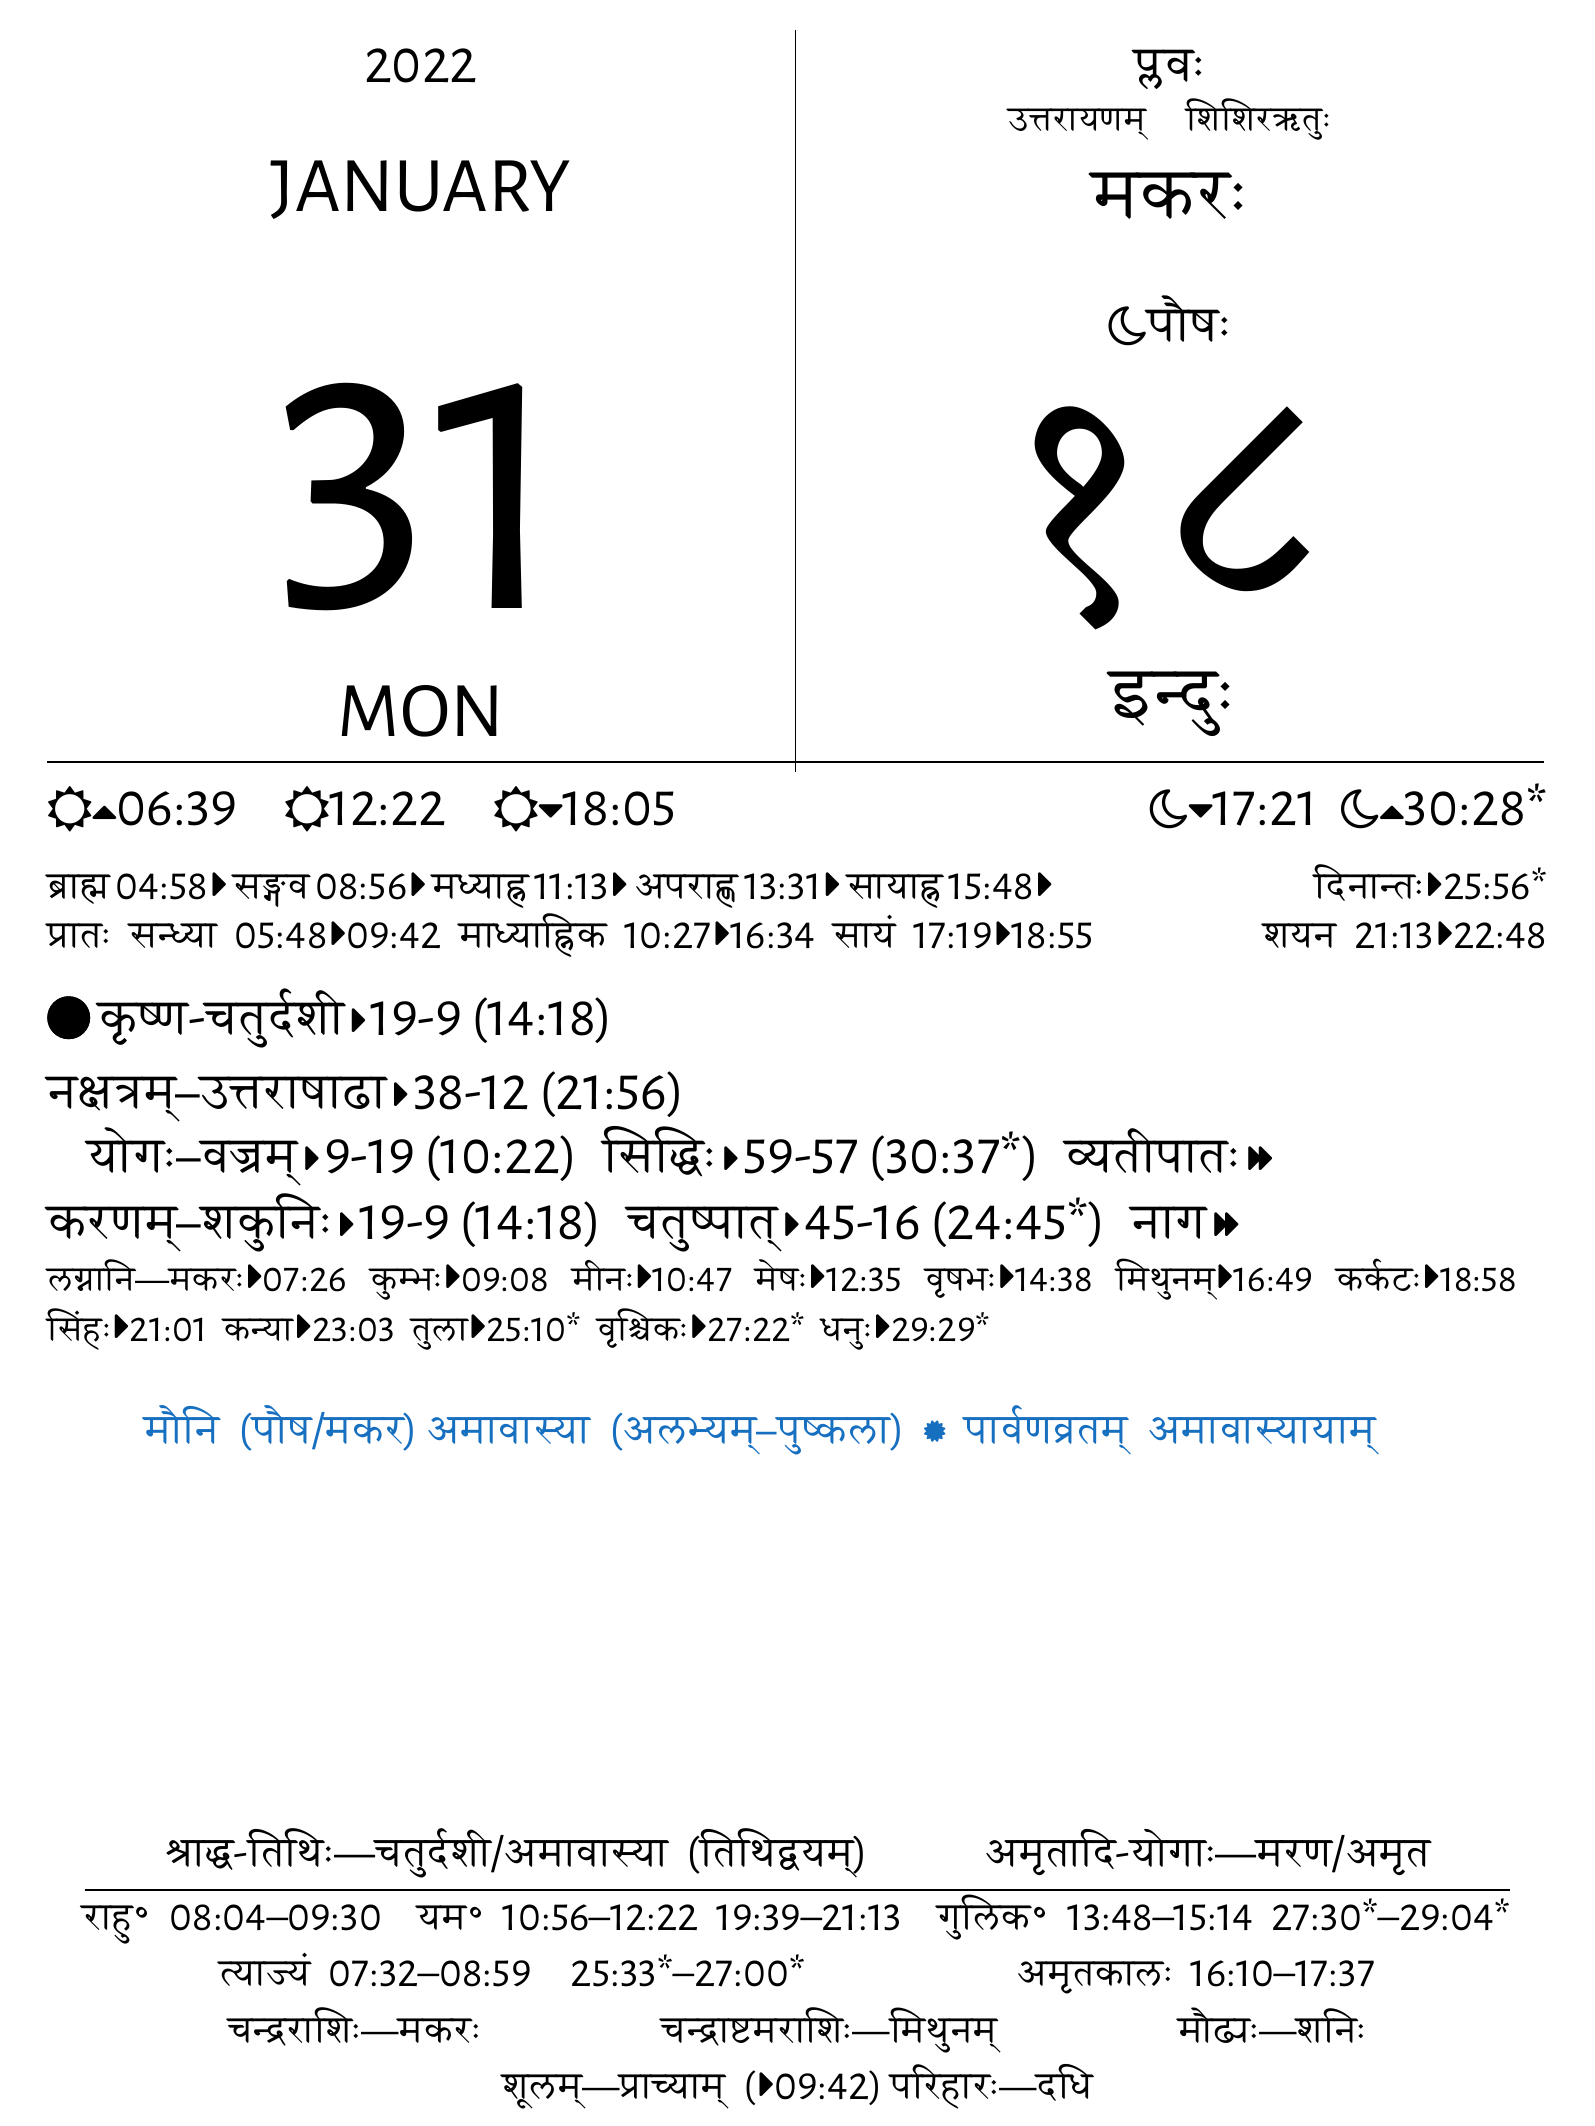 2022
JANUARY
31
MON
प्लवः
उत्तरायणम् शिशिरऋतुः
मकरः
पौषः
१८
इन्दुः
06:39 12:22 18:05 17:21 30:28*
ब्राह्म 04:58 सङ्गव 08:56 मध्याह्न 11:13 अपराह्ण 13:31 सायाह्न 15:48 दिनान्तः 25:56*
प्रातः सन्ध्या 05:48 09:42 माध्याह्निक 10:27 16:34 सायं 17:19 18:55 शयन 21:13 22:48
कृष्ण-चतुर्दशी 19-9 (14:18)
नक्षत्रम्–उत्तराषाढा 38-12 (21:56)
योगः–वज्रम् 9-19 (10:22) सिद्धिः 59-57 (30:37*) व्यतीपातः
करणम्–शकुनिः 19-9 (14:18) चतुष्पात् 45-16 (24:45*) नाग
लग्नानि—मकरः 07:26 कुम्भः 09:08 मीनः 10:47 मेषः 12:35 वृषभः 14:38 मिथुनम् 16:49 कर्कटः 18:58
सिंहः 21:01 कन्या 23:03 तुला 25:10* वृश्चिकः 27:22* धनुः 29:29*
मौनि (पौष/मकर) अमावास्या (अलभ्यम्–पुष्कला) पार्वणव्रतम् अमावास्यायाम्
श्राद्ध-तिथिः—चतुर्दशी/अमावास्या (तिथिद्वयम्) अमृतादि-योगाः—मरण/अमृत
राहु॰ 08:04–09:30 यम॰ 10:56–12:22 19:39–21:13 गुलिक॰ 13:48–15:14 27:30*–29:04*
त्याज्यं 07:32–08:59 25:33*–27:00* अमृतकालः 16:10–17:37
चन्द्रराशिः—मकरः चन्द्राष्टमराशिः—मिथुनम् मौढ्यः—शनिः
शूलम्—प्राच्याम् (09:42) परिहारः—दधि